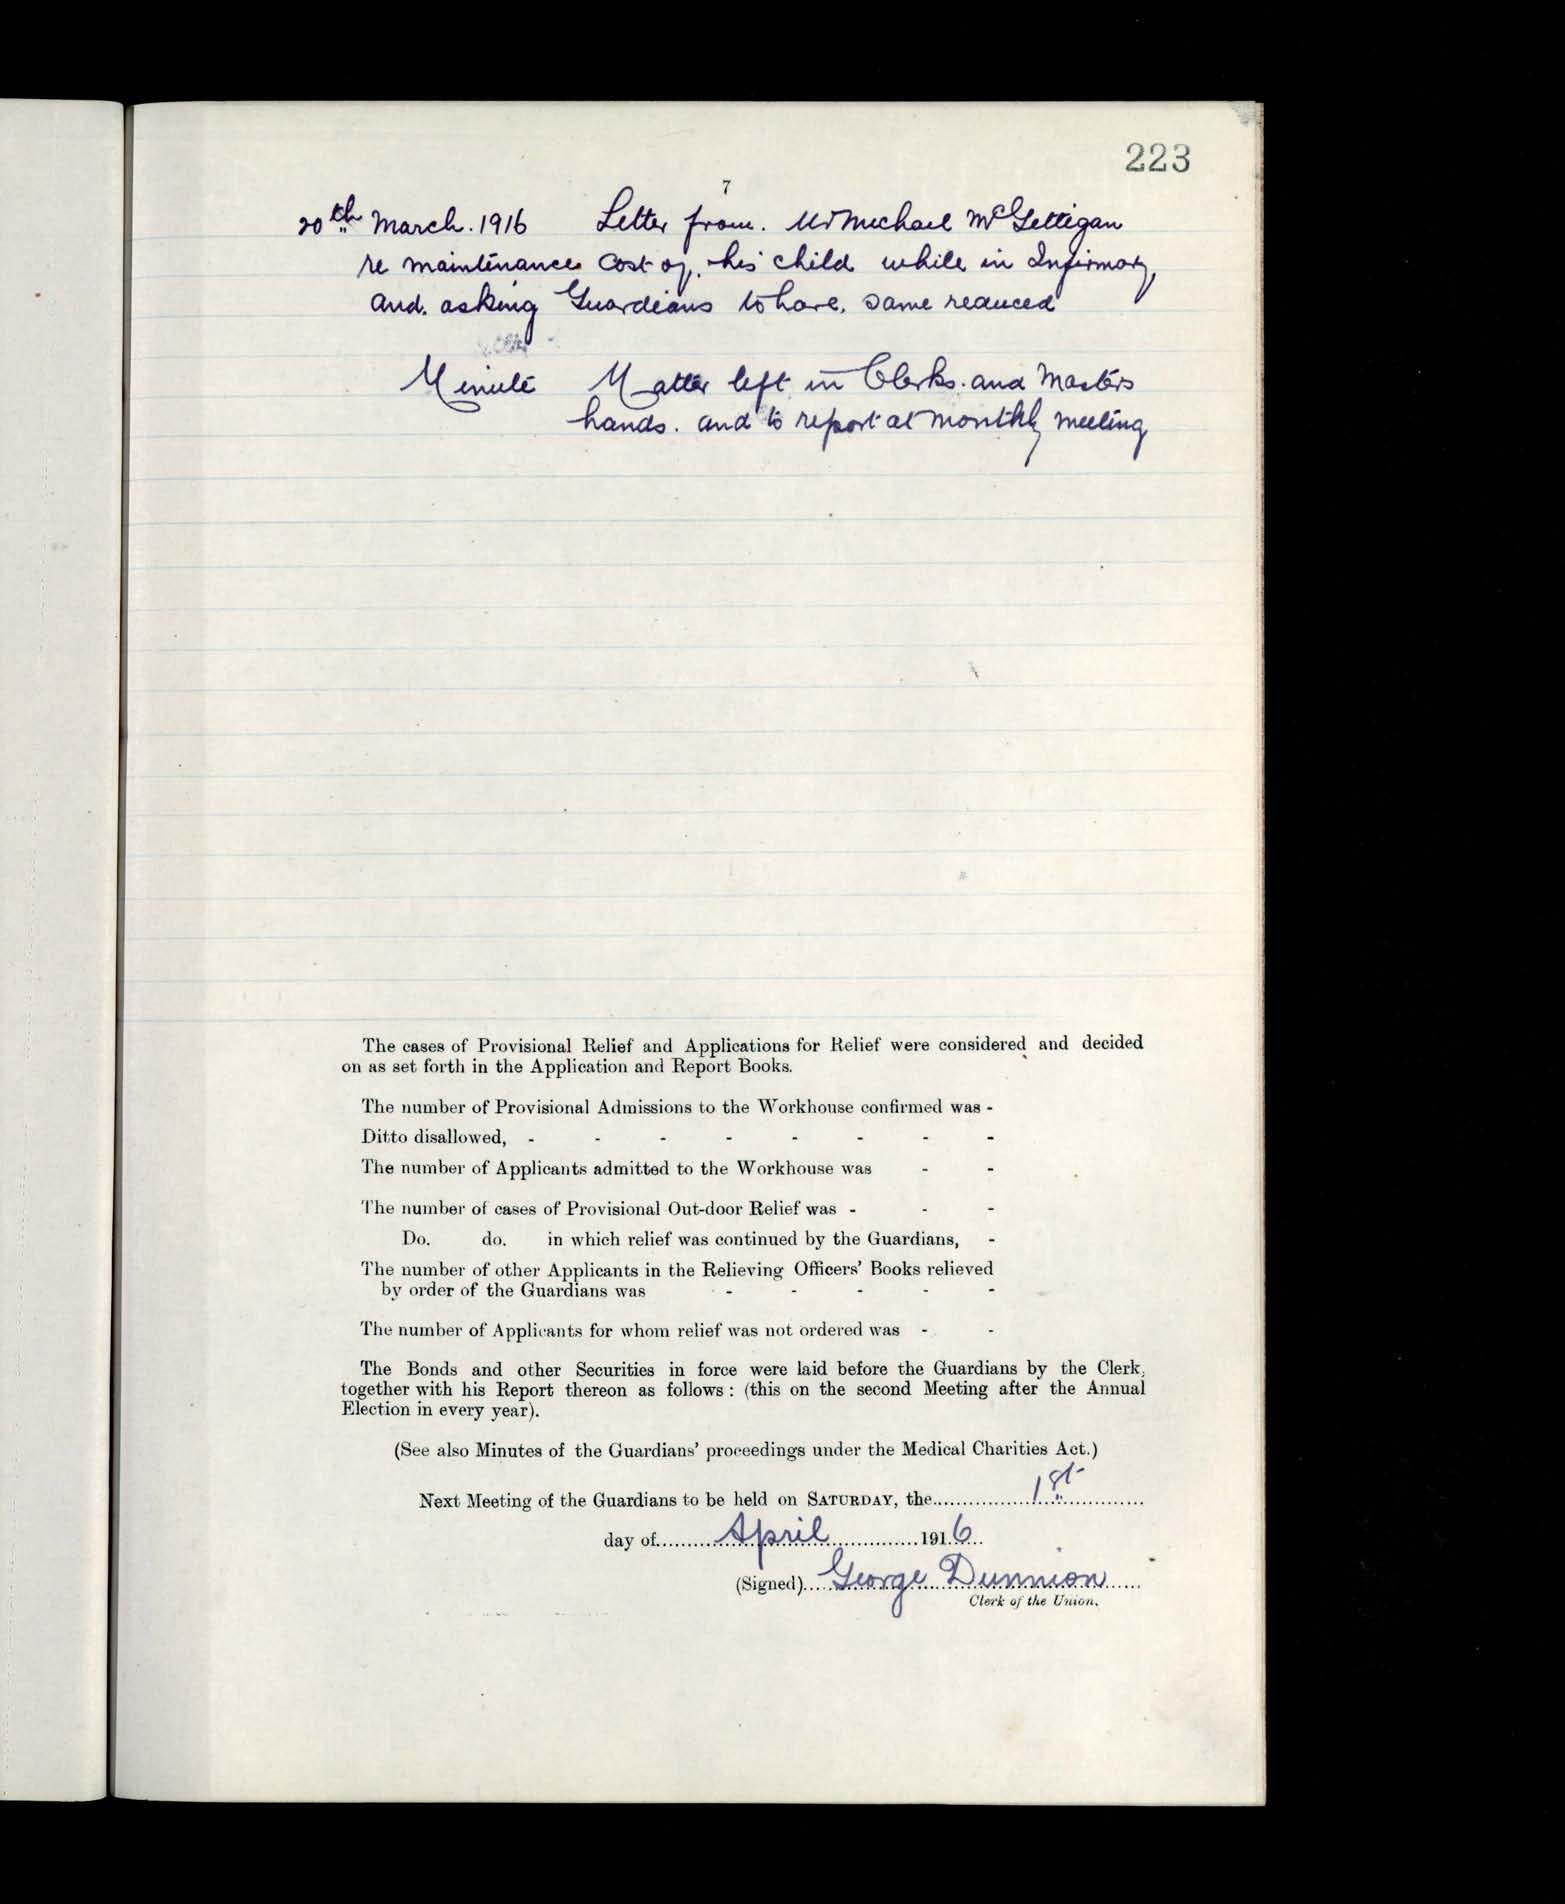 223
7
20th March. 1916 Letter from. Mr Michael McGettigan
re maintenance cost of. his child while in Infirmary,
and. asking Guardians to have. same reduced
Minute Matter left in Clerks. and Masters
hands. and to report at monthly meeting
The cases of Provisional Relief and Applications for Relief were considered and decided
on as set forth in the Application and Report Books.
The number of Provisional Admissions to the Workhouse confirmed was -
Ditto disallowed, - - - - - - - -
The number of Applicants admitted to the Workhouse was - -
The number of cases of Provisional Out-door Relief was - - -
Do. do. in which relief was continued by the Guardians, -
The number of other Applicants in the Relieving Officers' Books relieved
by order of the Guardians was - - - - -
The number of Applicants for whom relief was not ordered was - -
The Bonds and other Securities in force were laid before the Guardians by the Clerk,
together with his Report thereon as follows : (this on the second Meeting after the Annual
Election in every year).
(See also Minutes of the Guardians' proceedings under the Medical Charities Act.)
Next Meeting of the Guardians to be held on SATURDAY, the 1st
day of April 1916
(Signed) George Dunnion
Clerk of the Union.